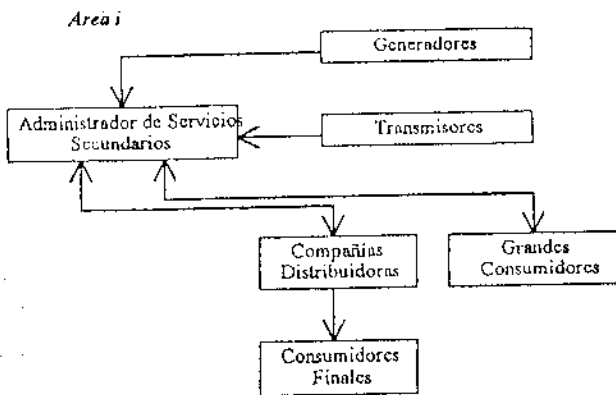 Area i
Generadores
Administrador de Servicios
Secundarios
Transmisores
Compañías
Distribuidoras
Grandes
Consumidores
Consumidores
Finales